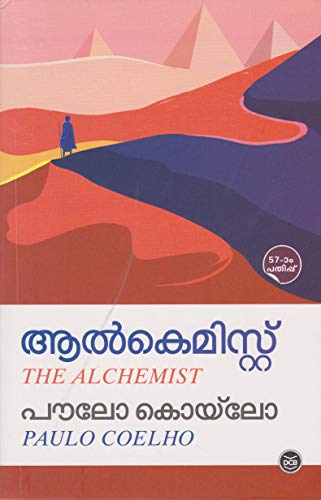 57-ാം
പതിപ്പ്
ആൽകെമിസ്റ്റ്
THE ALCHEMIST
പൗലോ കൊയ്‌ലോ
PAULO COELHO
DCB